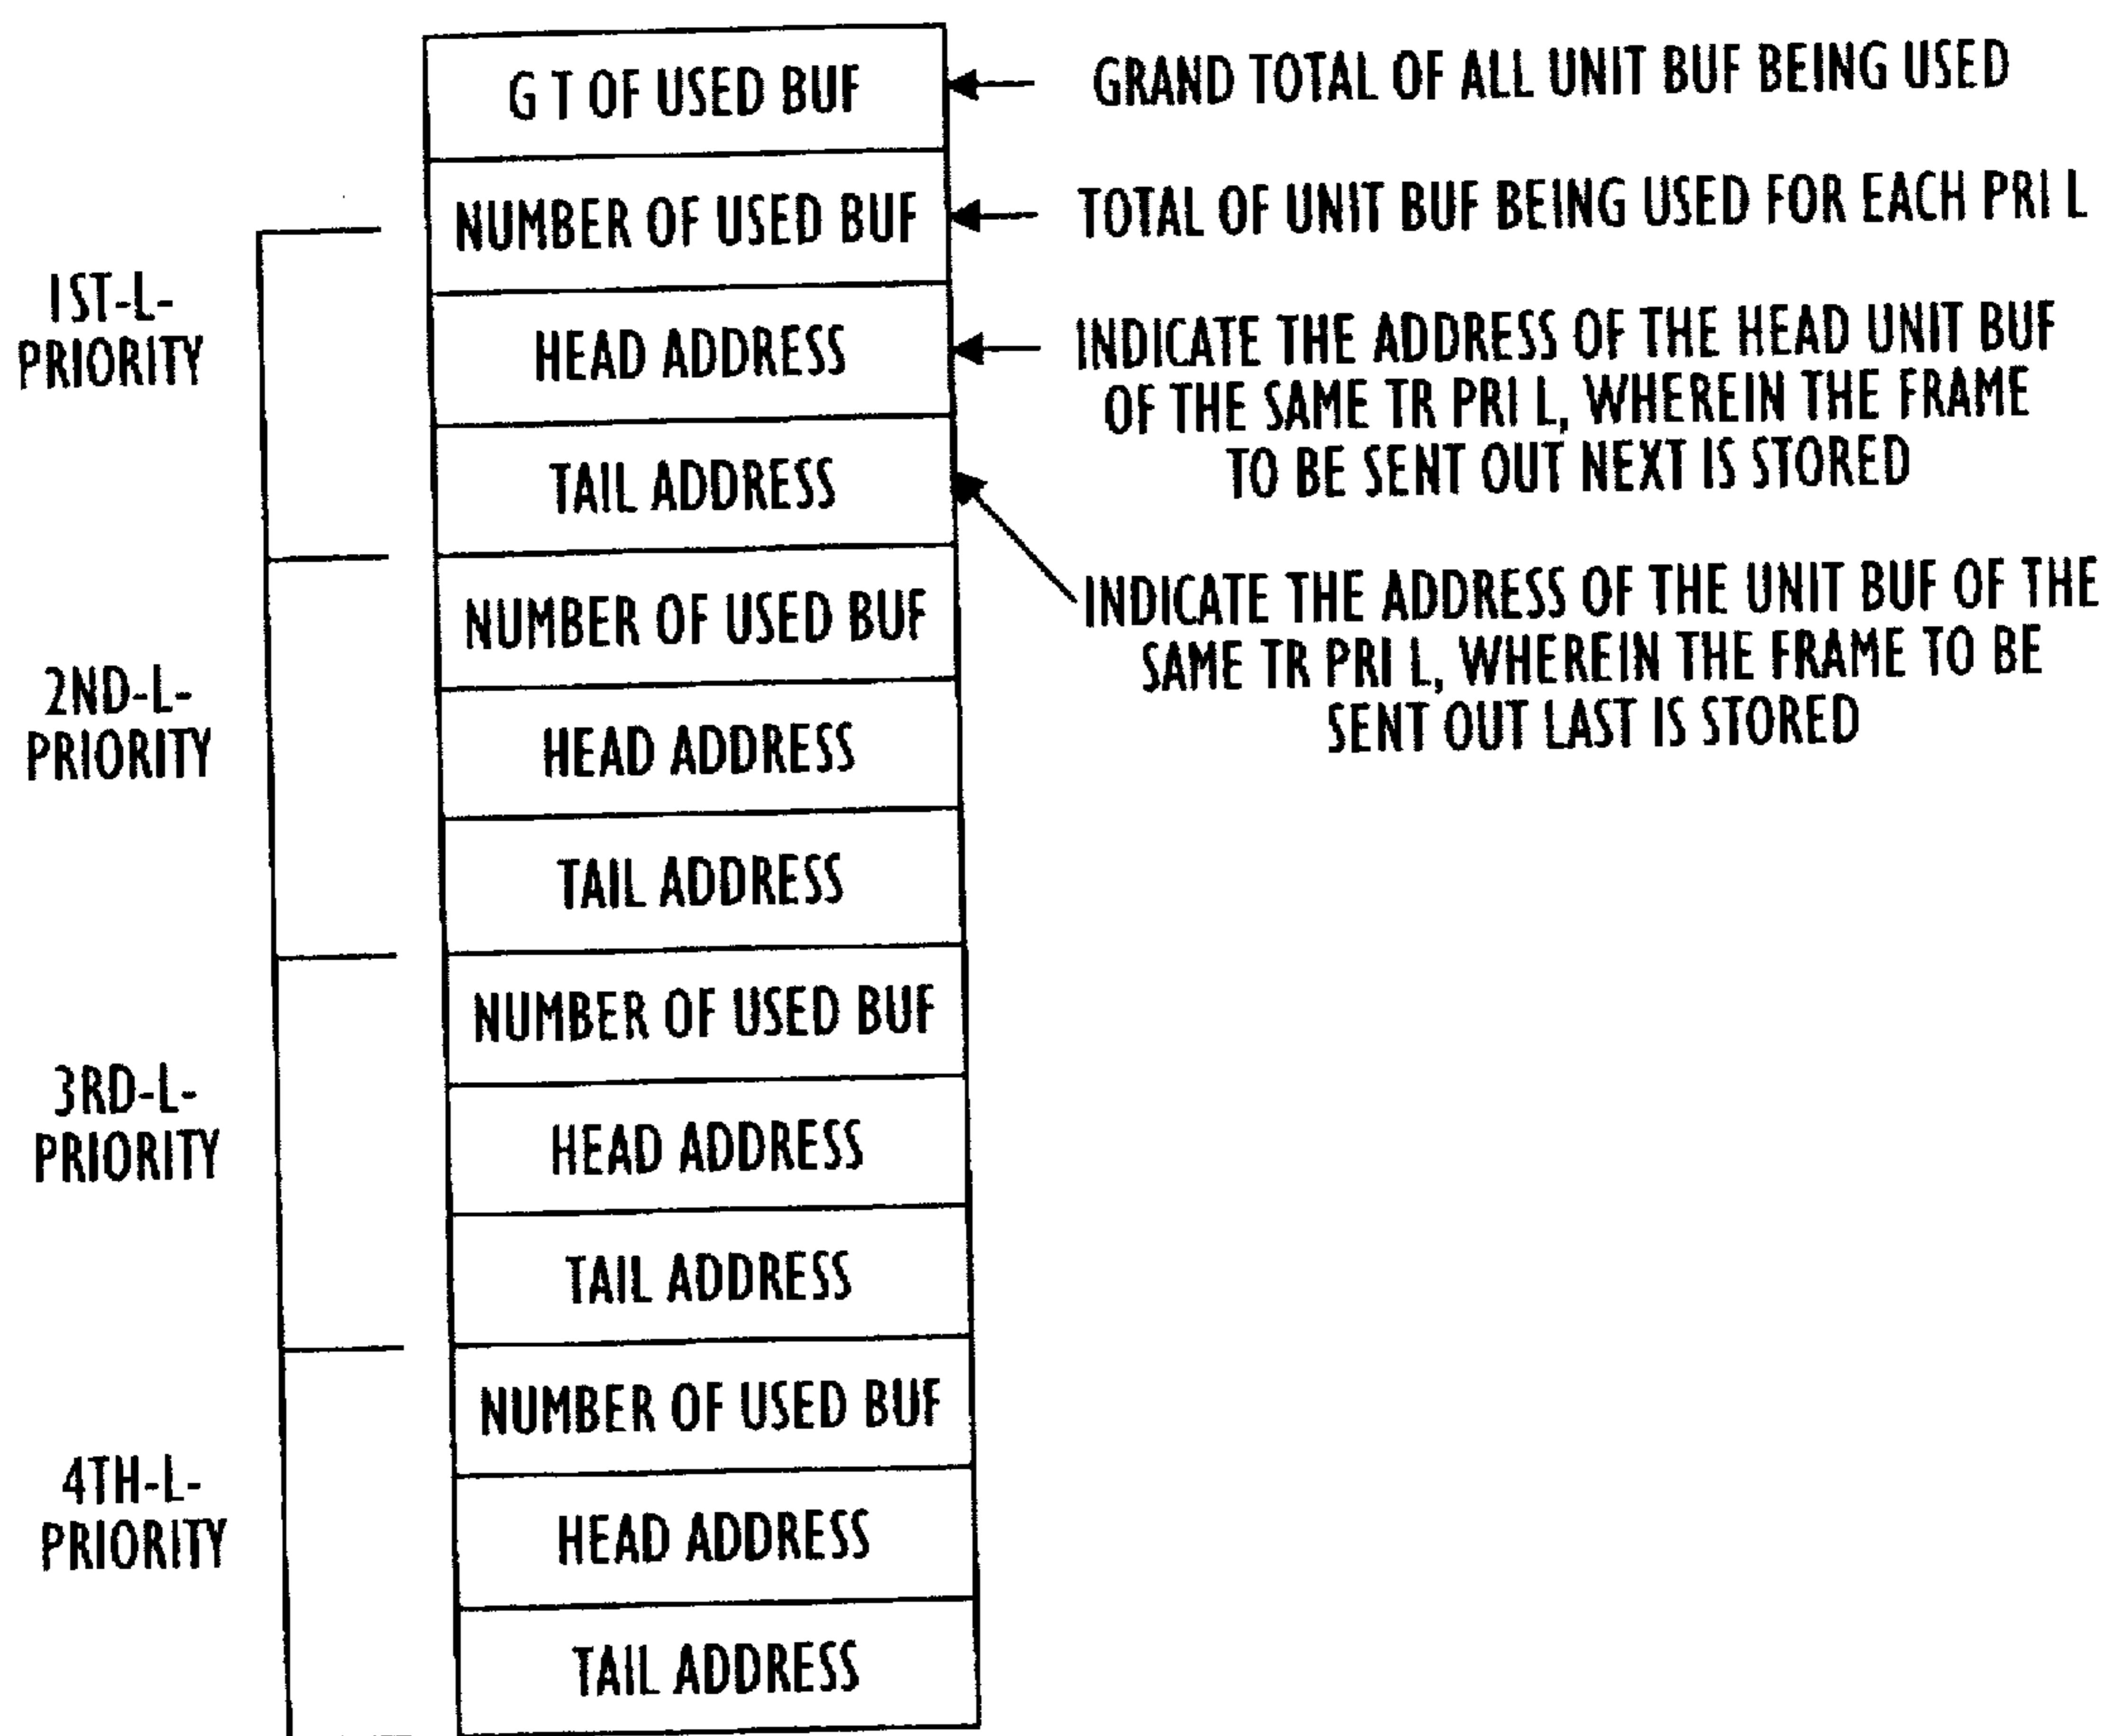 G T OF USED BUF
GRAND TOTAL OF ALL UNIT BUF BEING USED
NUMBER OF USED BUF
TOTAL OF UNIT BUF BEING USED FOR EACH PRI L
1ST-L-
PRIORITY
HEAD ADDRESS
INDICATE THE ADDRESS OF THE HEAD UNIT BUF
OF THE SAME TR PRI L, WHEREIN THE FRAME
TO BE SENT OUT NEXT IS STORED
TAIL ADDRESS
INDICATE THE ADDRESS OF THE UNIT BUF OF THE
SAME TR PRI L, WHEREIN THE FRAME TO BE
SENT OUT LAST IS STORED
2ND-L-
PRIORITY
NUMBER OF USED BUF
HEAD ADDRESS
TAIL ADDRESS
3RD-L-
PRIORITY
NUMBER OF USED BUF
HEAD ADDRESS
TAIL ADDRESS
4TH-L-
PRIORITY
NUMBER OF USED BUF
HEAD ADDRESS
TAIL ADDRESS